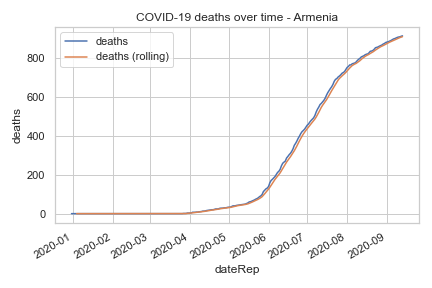 COVID-19 deaths over time - Armenia
deaths
deaths (rolling)
800
600
400
200
0
deaths
2020-01
2020-02
2020-03
2020-04
2020-05
2020-06
2020-07
2020-08
2020-09
dateRep